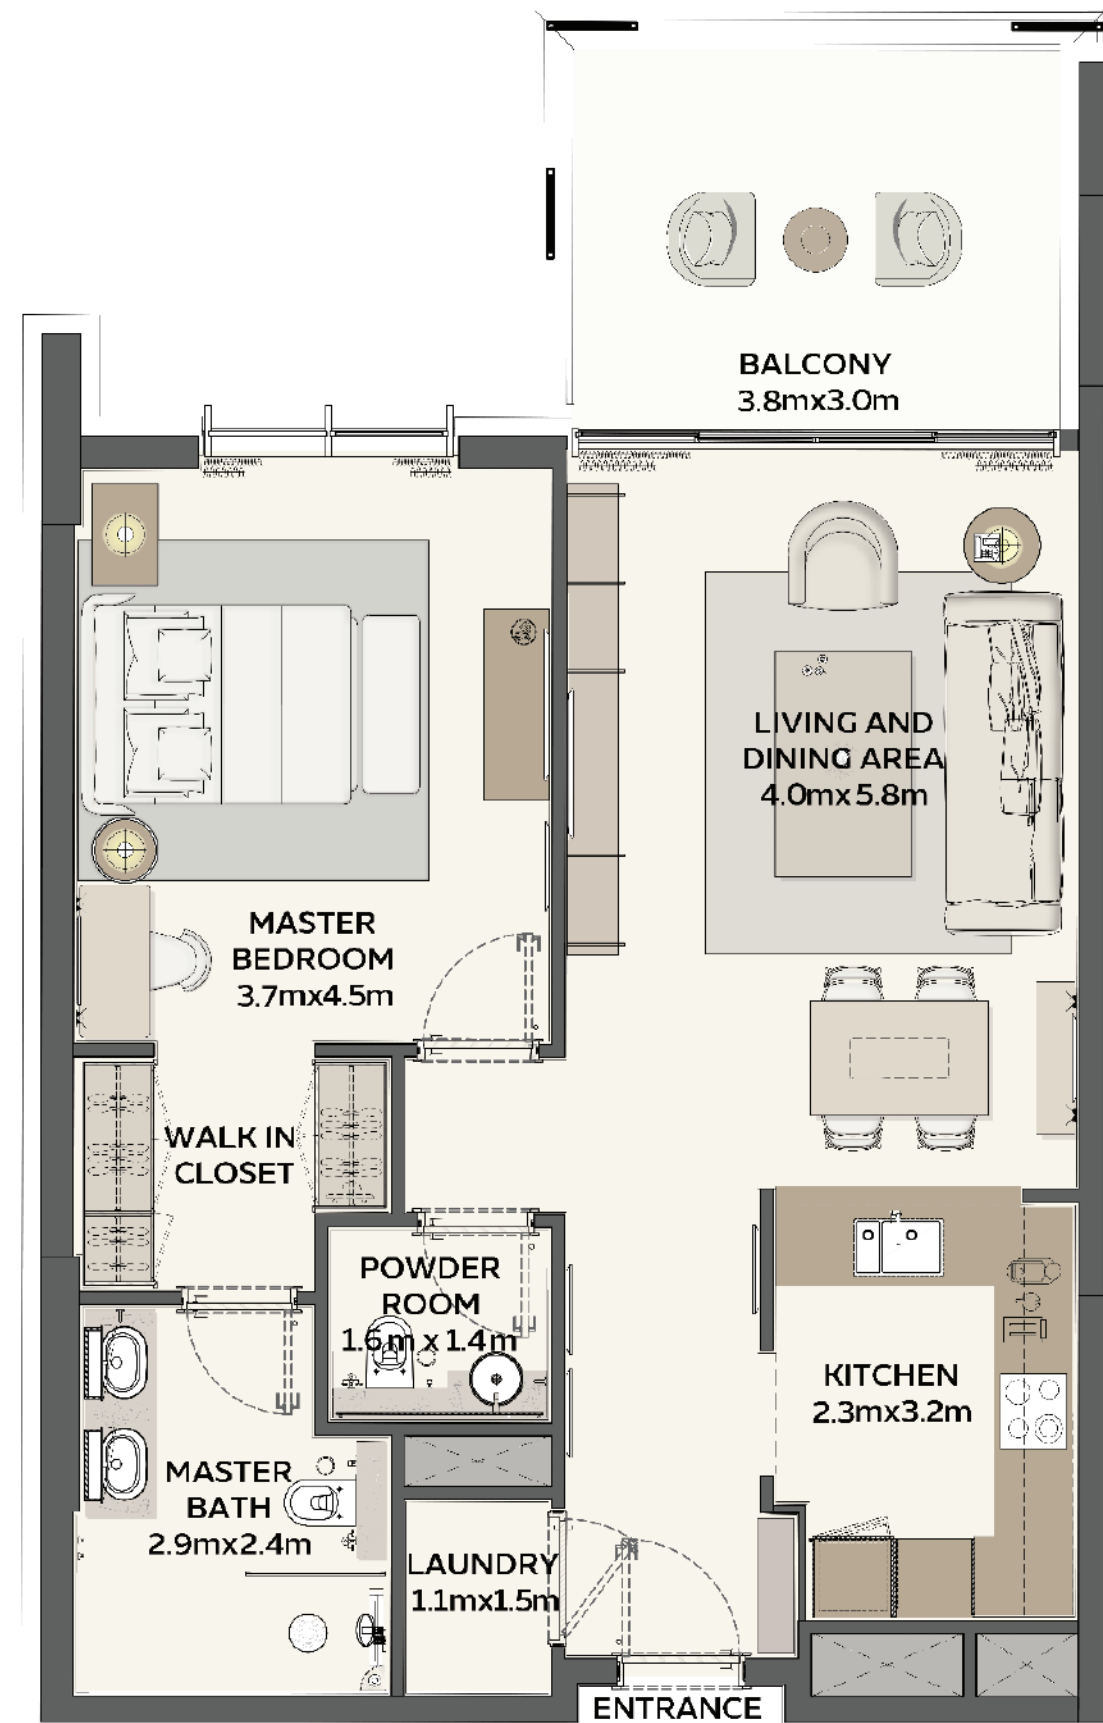 BALCONY
3.8mx3.0m
LIVING AND
DINING AREA
4.0mx5.8m
MASTER
BEDROOM
3.7mx4.5m
WALK IN
CLOSET
POWDER
ROOM
1.6m x 1.4m
KITCHEN
2.3mx3.2m
MASTER
BATH
2.9mx2.4m
LAUNDRY
1.1mx1.5m
ENTRANCE